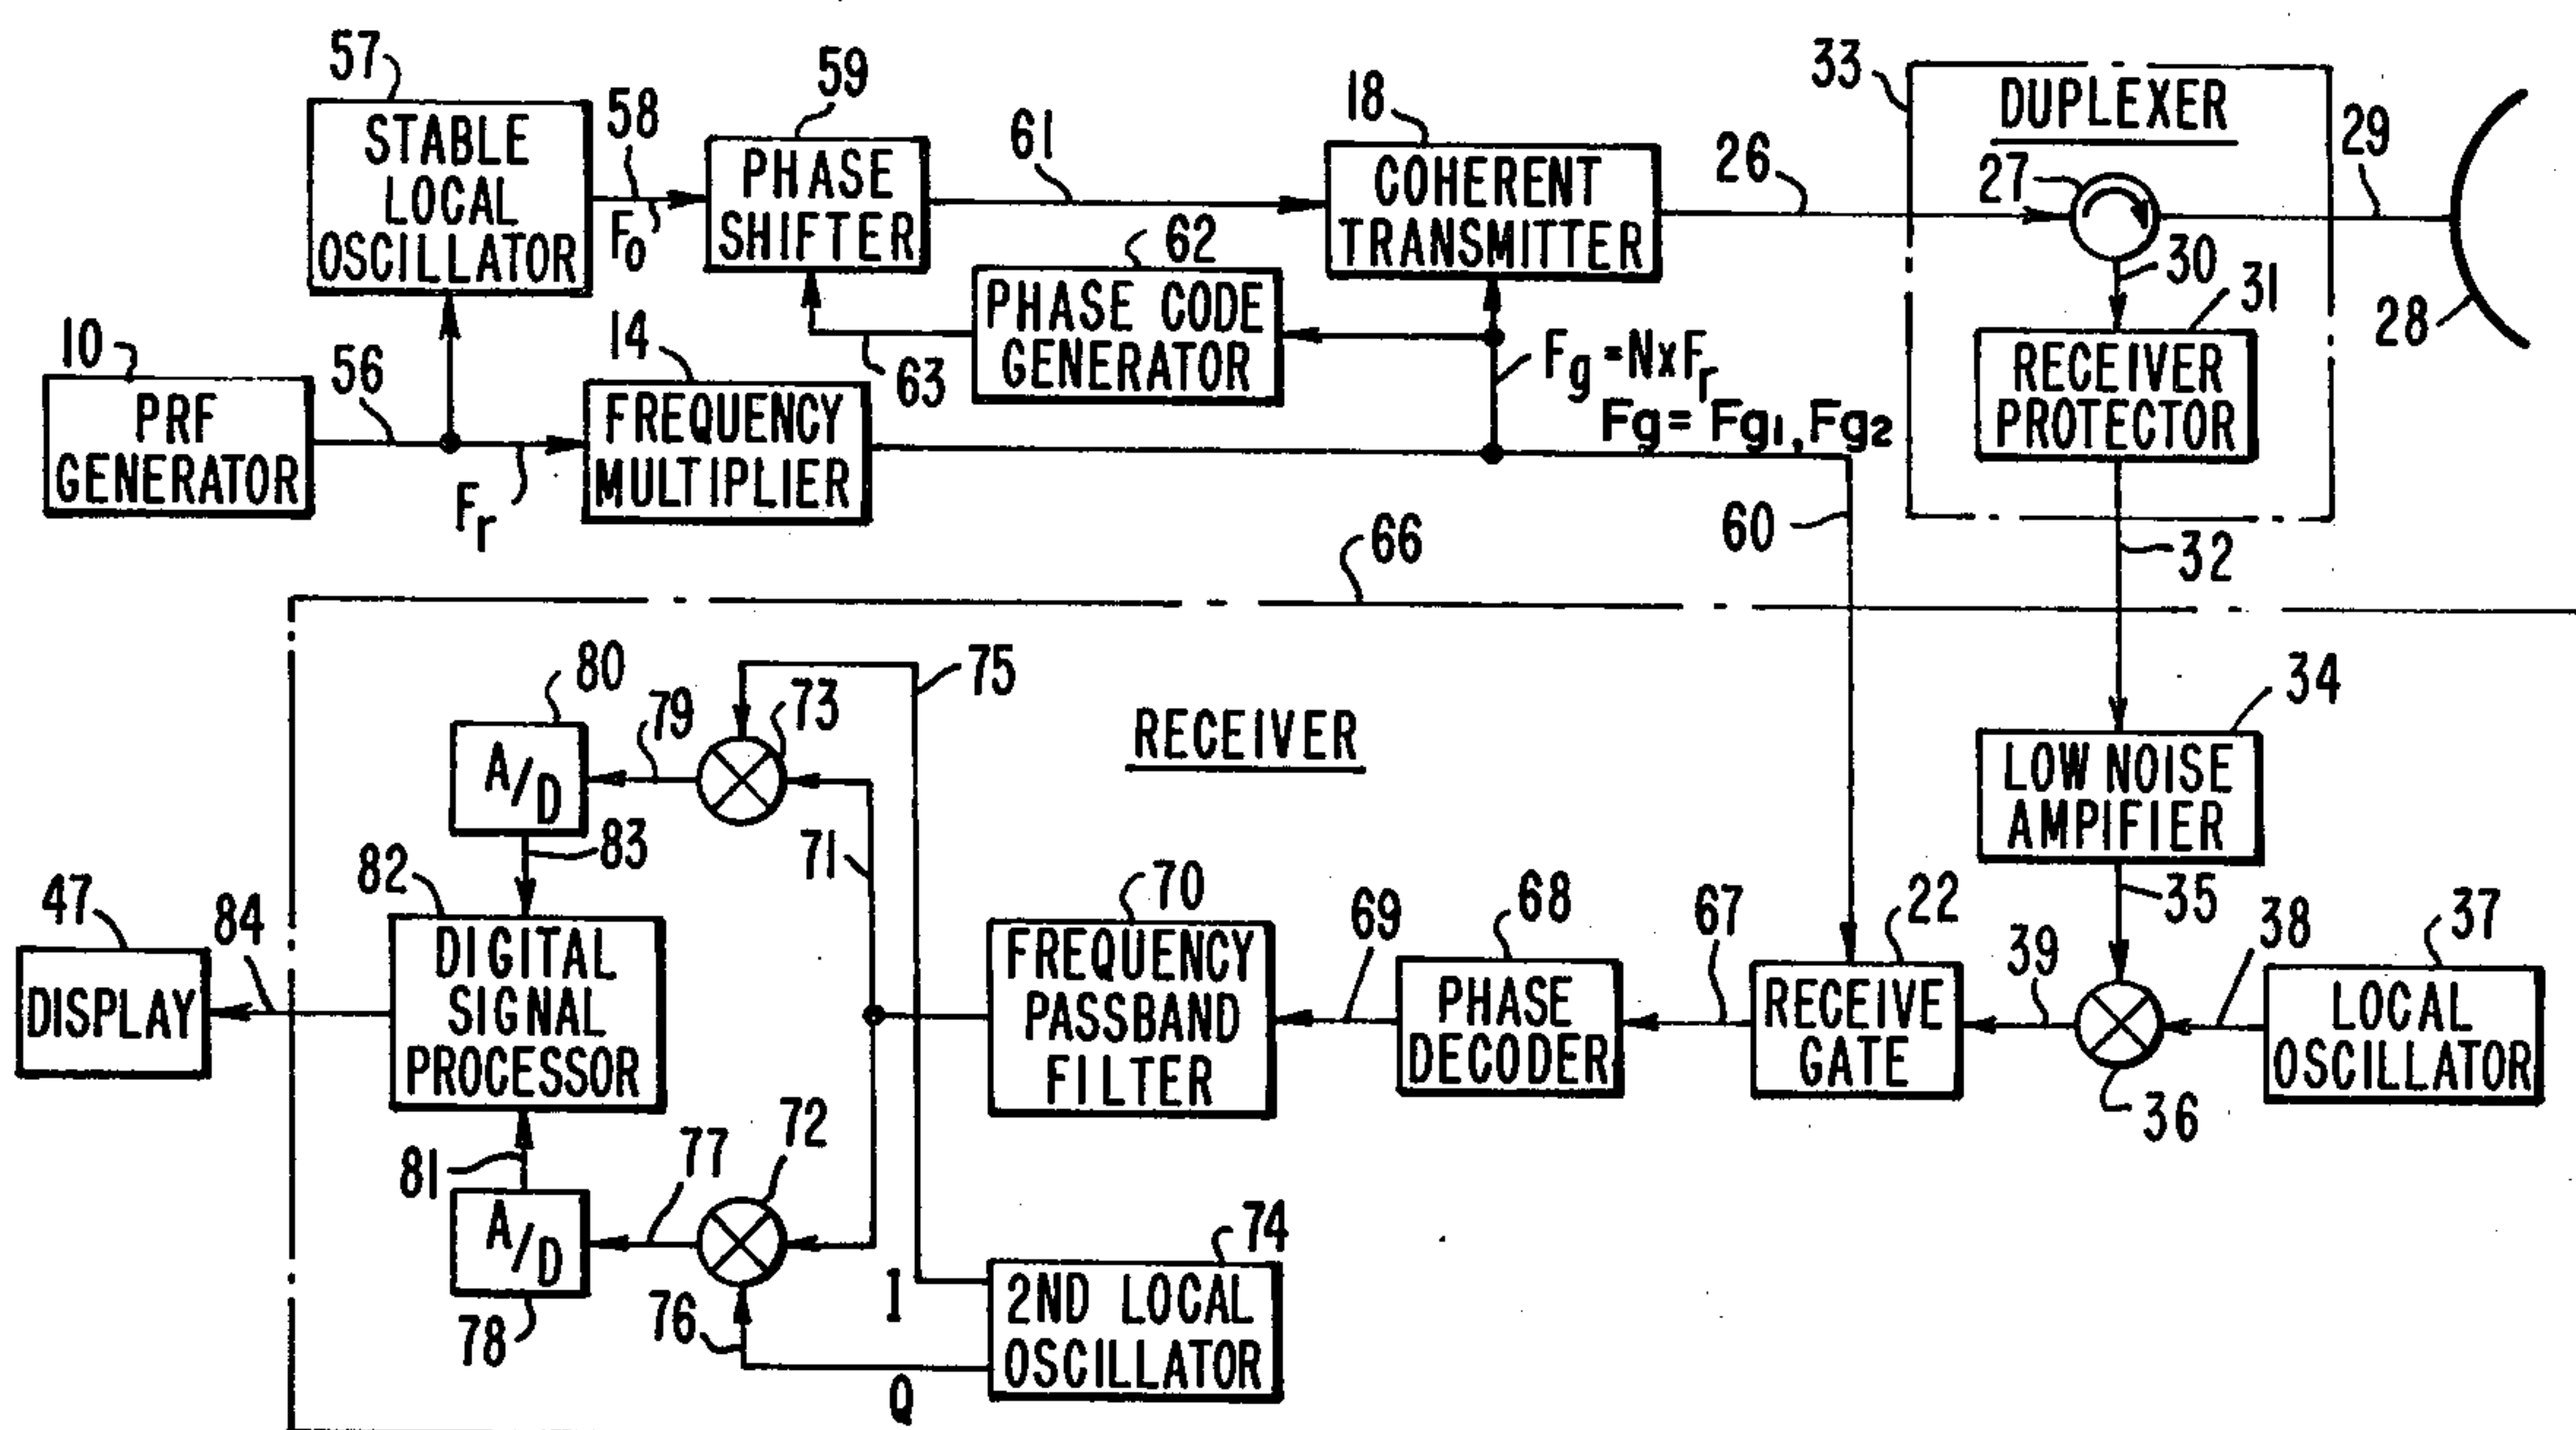 57
STABLE
LOCAL
OSCILLATOR
58
F0
59
PHASE
SHIFTER
61
18
COHERENT
TRANSMITTER
26
33
DUPLEXER
27
29
28
30
31
RECEIVER
PROTECTOR
62
PHASE CODE
GENERATOR
63
10
PRF
GENERATOR
56
Fr
14
FREQUENCY
MULTIPLIER
Fg=NxFr
Fg= Fg1,Fg2
60
32
66
RECEIVER
34
LOW NOISE
AMPIFIER
35
36
37
LOCAL
OSCILLATOR
38
39
22
RECEIVE
GATE
67
68
PHASE
DECODER
69
70
FREQUENCY
PASSBAND
FILTER
71
75
73
79
80
A/D
83
82
DIGITAL
SIGNAL
PROCESSOR
84
47
DISPLAY
81
A/D
78
77
72
76
I
Q
74
2ND LOCAL
OSCILLATOR